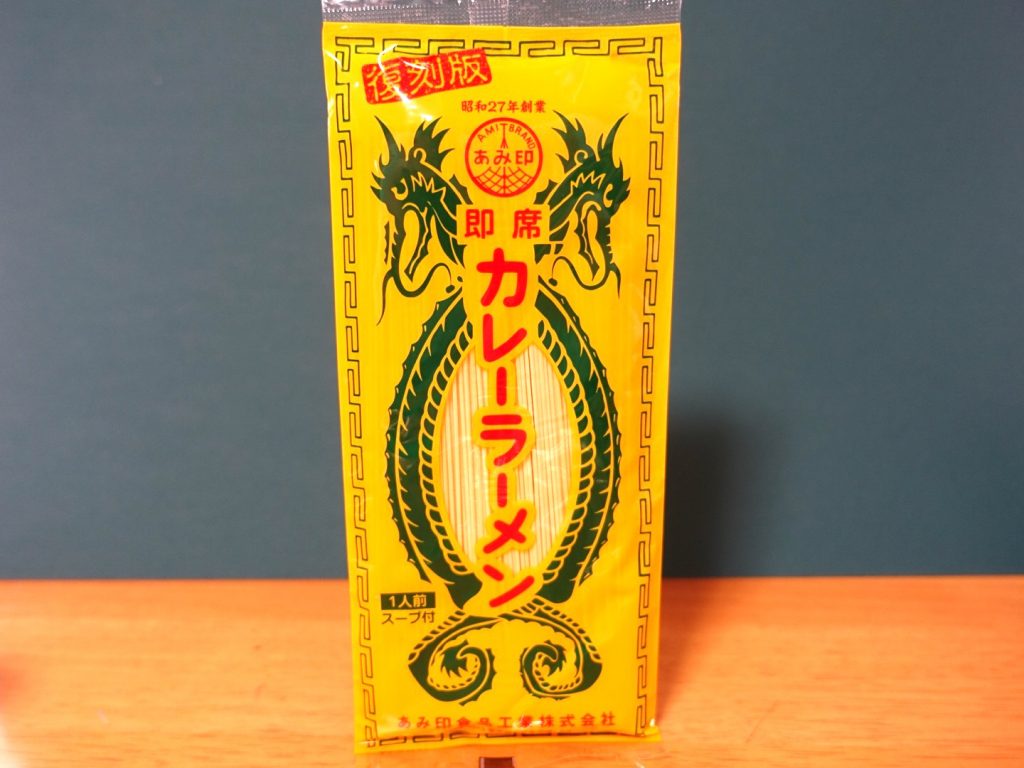 復刻版
昭和27年創業
AMI BRAND
あみ印
即席
カレーラーメン
1人前
スープ付
あみ印食品工業株式会社